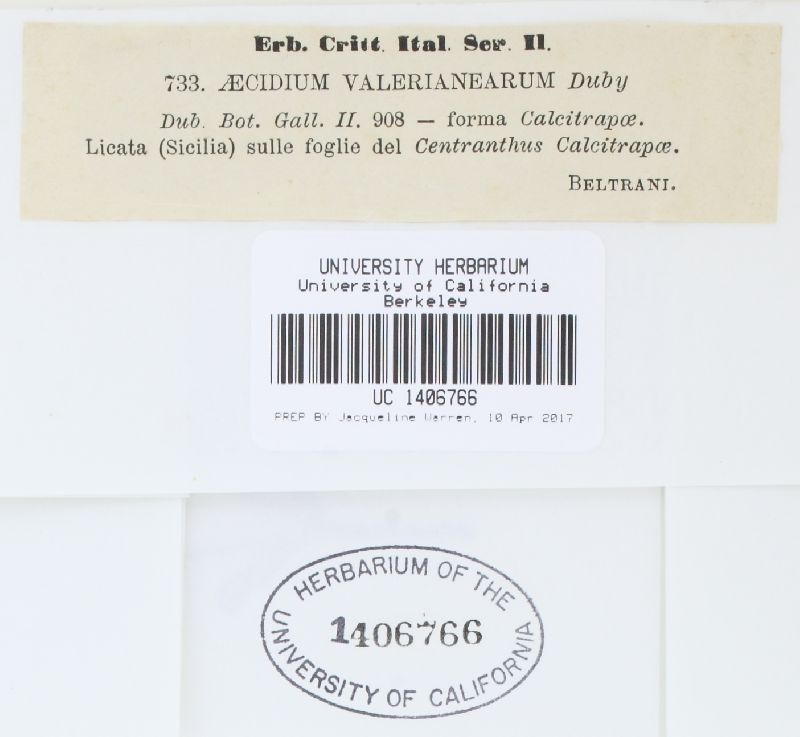 Erb. Critt. Ital. Ser. II.
733. ÆCIDIUM VALERIANEARUM Duby
Dub. Bot. Gall. II. 908 — forma Calcitrapœ.
Licata (Sicilia) sulle foglie del Centranthus Calcitrapœ.
BELTRANI.
UNIVERSITY HERBARIUM
University of California
Berkeley
UC 1406766
PREP BY Jacqueline Warren, 10 Apr 2017
HERBARIUM OF THE
1406766
UNIVERSITY OF CALIFORNIA